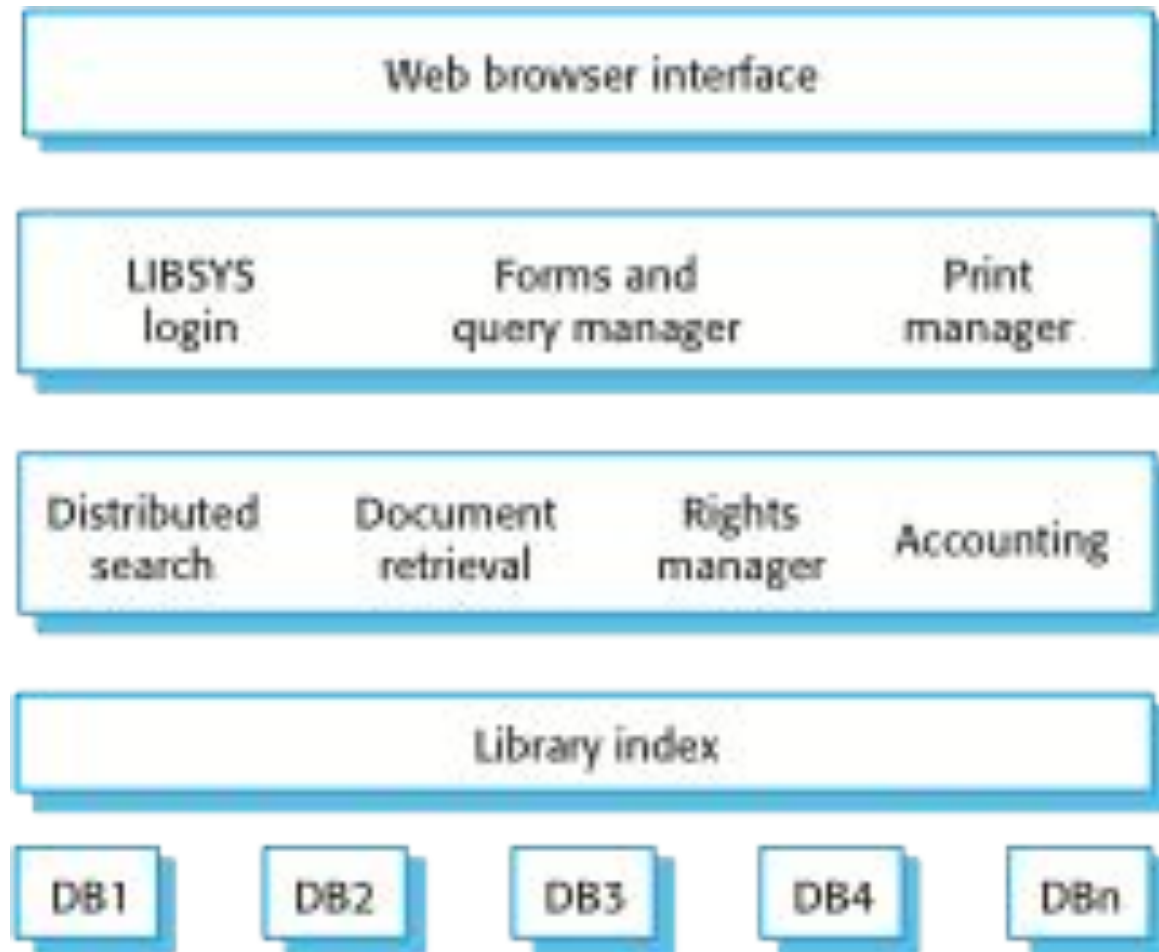 Web browser interface
LIBSYS Forms and Print
login query manager manager
Distributed Document Rights Accounting
search retrieval manager
Library index
DB1 DB2 DB3 DB4 DBn